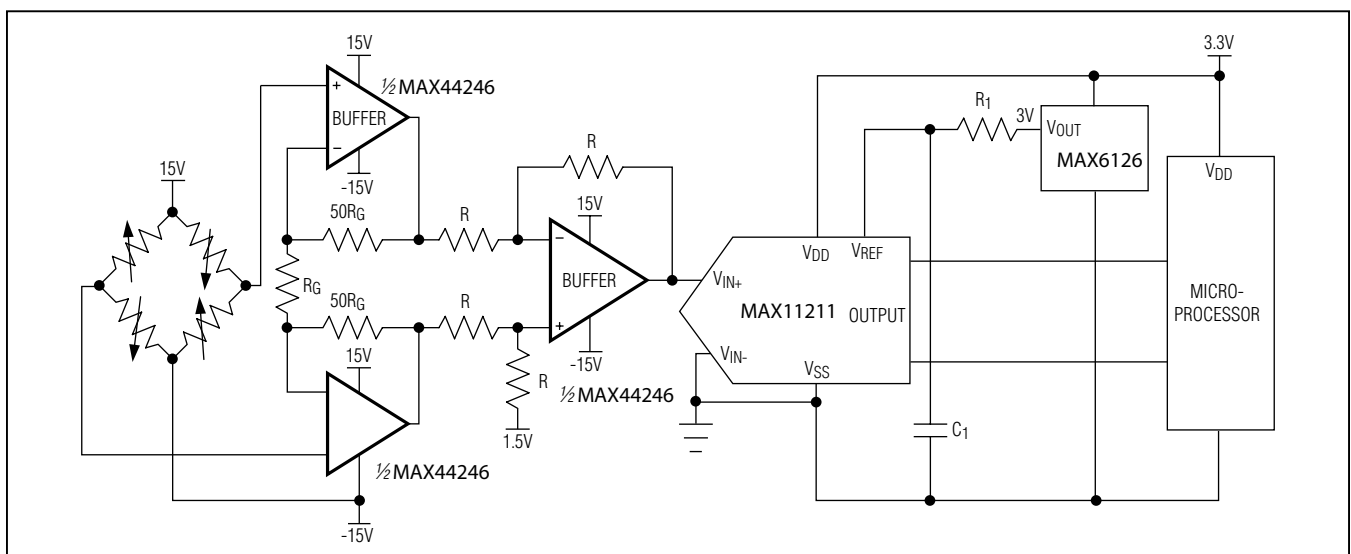 15V
½MAX44246
+
BUFFER
−
-15V
15V
50RG
R
R
15V
−
BUFFER
+
-15V
RG
50RG
R
15V
R
1.5V
½MAX44246
½MAX44246
-15V
3.3V
R1
3V
VOUT
MAX6126
VDD
VDD
VREF
VIN+
MAX11211
OUTPUT
VIN-
VSS
MICRO-
PROCESSOR
C1